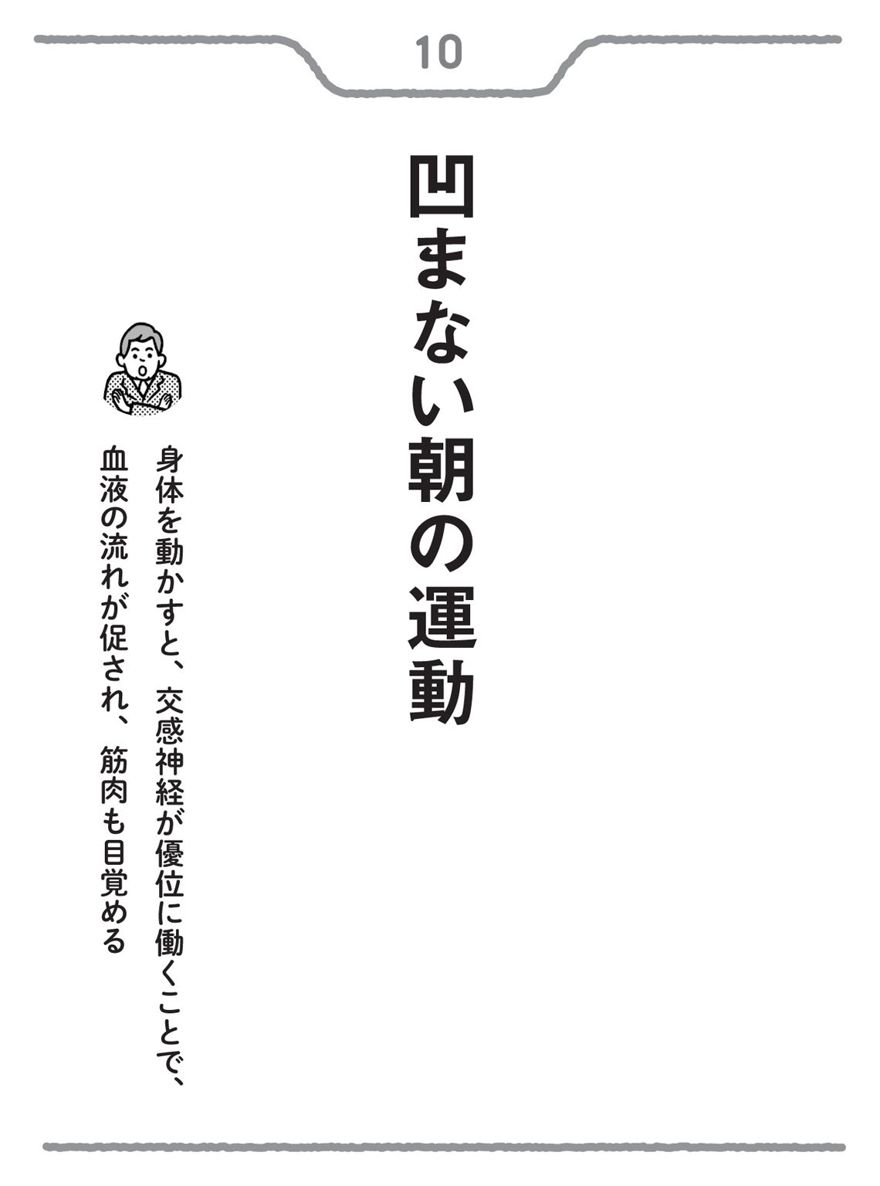 10
凹まない朝の運動
身体を動かすと、交感神経が優位に働くことで、
血液の流れが促され、筋肉も目覚める